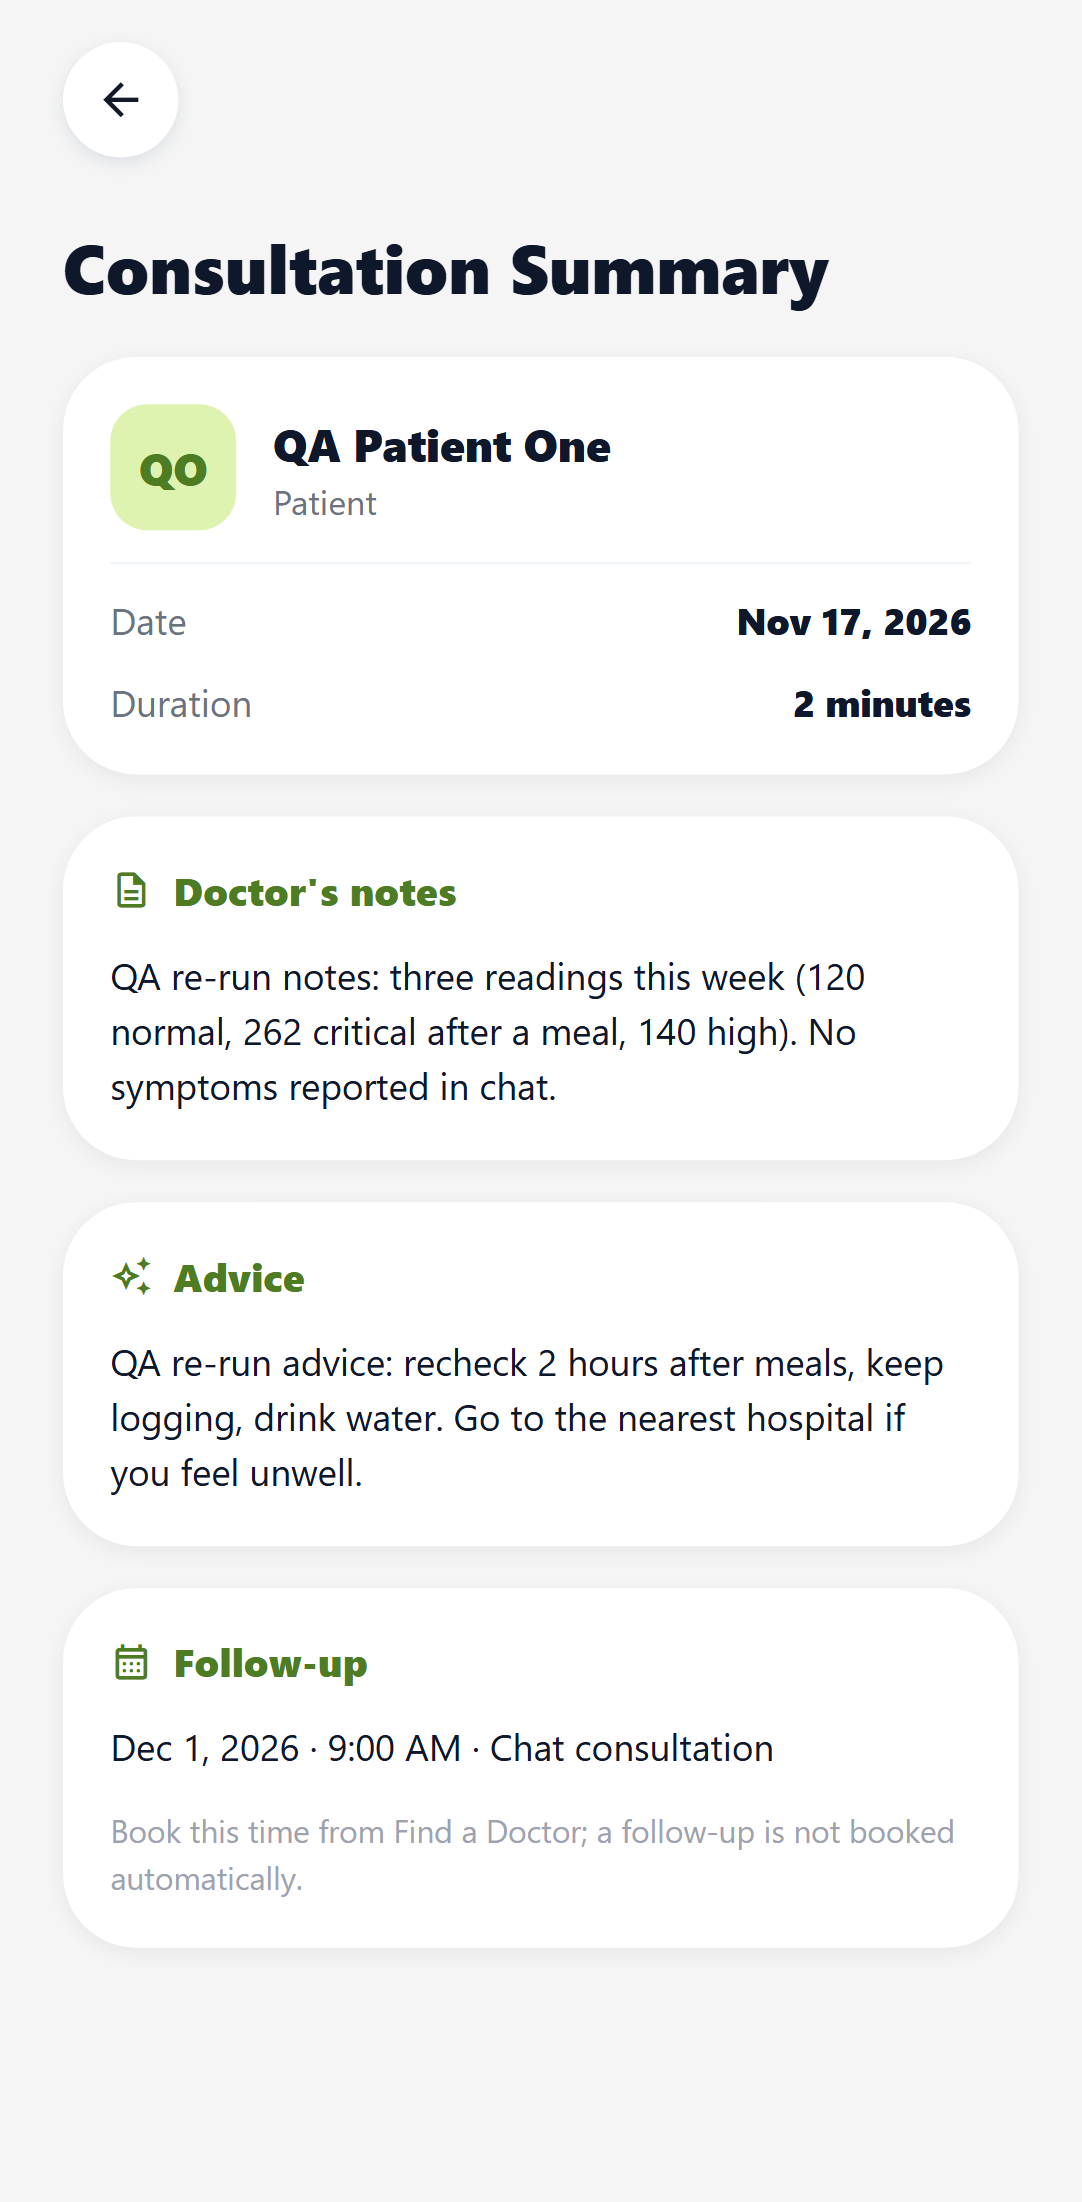 Consultation Summary
QO
QA Patient One
Patient
Date
Nov 17, 2026
Duration
2 minutes
Doctor's notes
QA re-run notes: three readings this week (120
normal, 262 critical after a meal, 140 high). No
symptoms reported in chat.
Advice
QA re-run advice: recheck 2 hours after meals, keep
logging, drink water. Go to the nearest hospital if
you feel unwell.
Follow-up
Dec 1, 2026 · 9:00 AM · Chat consultation
Book this time from Find a Doctor; a follow-up is not booked
automatically.